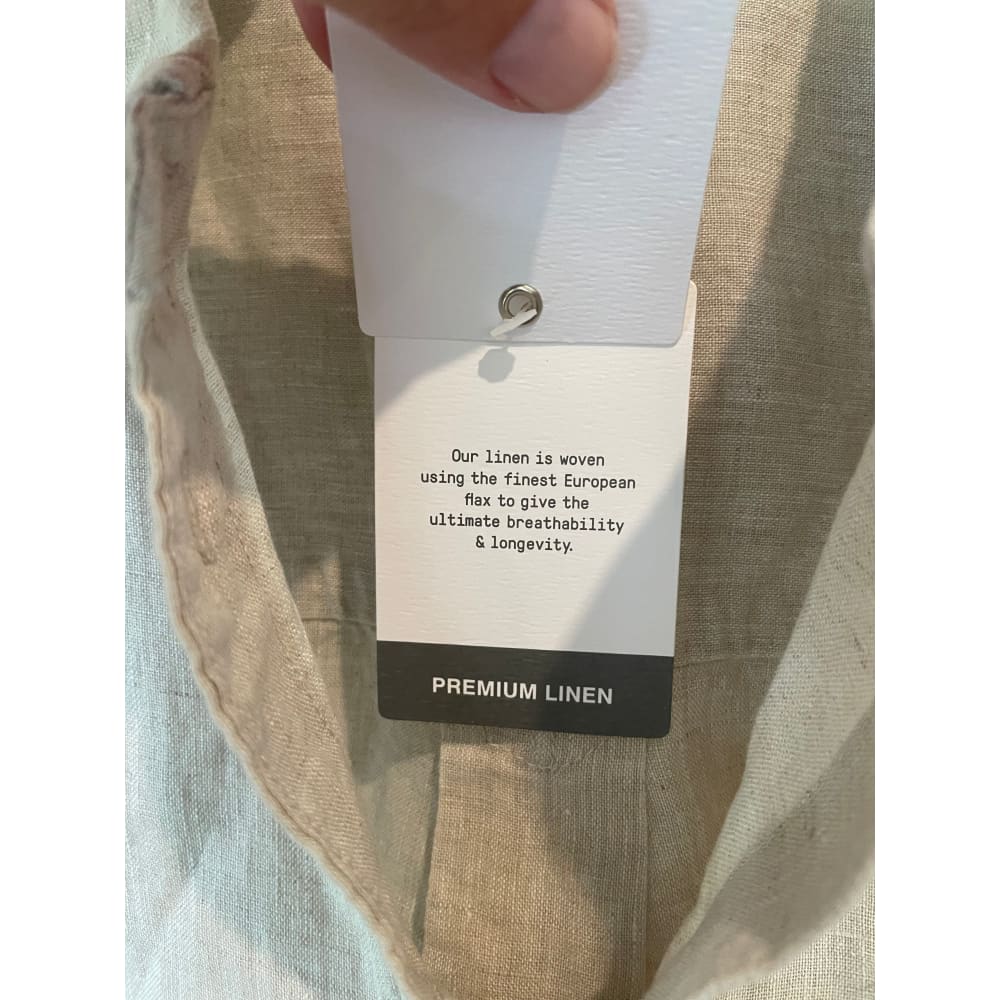 Our linen is woven
using the finest European
flax to give the
ultimate breathability
& longevity.
PREMIUM LINEN